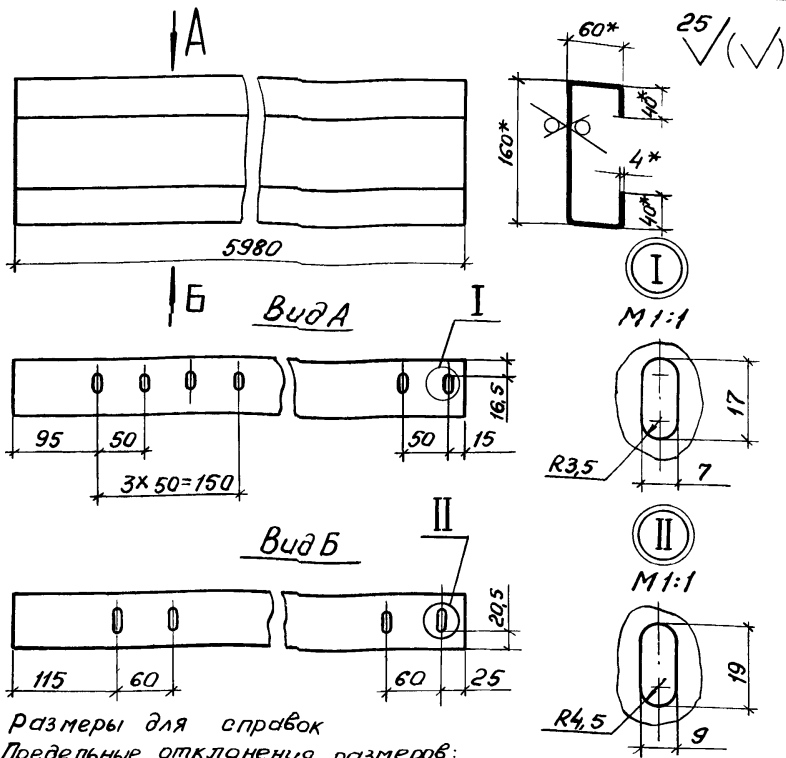 А
60*
25
(√)
160*
40*
4*
40*
5980
Б
Вид А
I
I
М 1:1
16,5
95
50
50
15
3×50=150
17
R3,5
7
Вид Б
II
II
М 1:1
20,5
115
60
60
25
19
R4,5
9
размеры для справок
Предельные отклонения размеров: